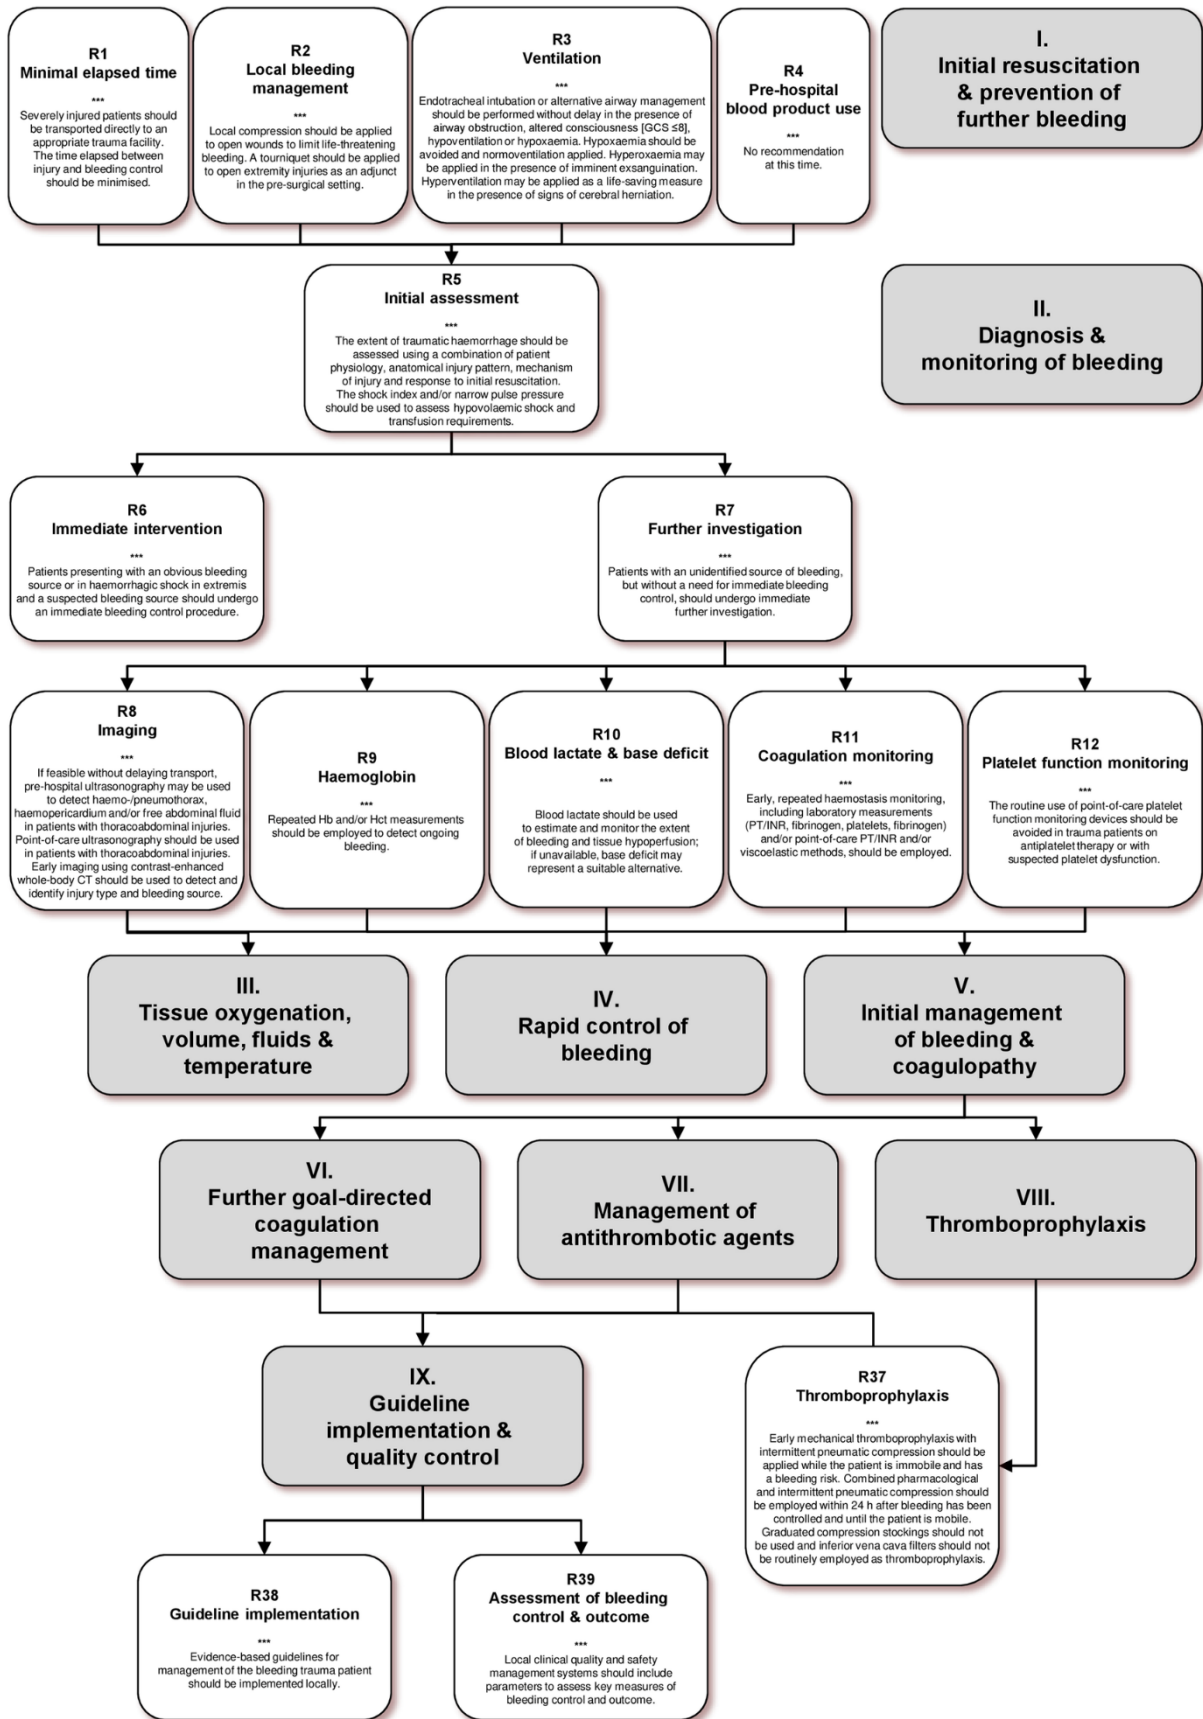 R1
Minimal elapsed time
***
Severely injured patients should
be transported directly to an
appropriate trauma facility.
The time elapsed between
injury and bleeding control
should be minimised.
R2
Local bleeding
management
***
Local compression should be applied
to open wounds to limit life-threatening
bleeding. A tourniquet should be applied
to open extremity injuries as an adjunct
in the pre-surgical setting.
R3
Ventilation
***
Endotracheal intubation or alternative airway management
should be performed without delay in the presence of
airway obstruction, altered consciousness [GCS ≤8],
hypoventilation or hypoxaemia. Hypoxaemia should be
avoided and normoventilation applied. Hyperoxaemia may
be applied in the presence of imminent exsanguination.
Hyperventilation may be applied as a life-saving measure
in the presence of signs of cerebral herniation.
R4
Pre-hospital
blood product use
***
No recommendation
at this time.
I.
Initial resuscitation
& prevention of
further bleeding
R5
Initial assessment
***
The extent of traumatic haemorrhage should be
assessed using a combination of patient
physiology, anatomical injury pattern, mechanism
of injury and response to initial resuscitation.
The shock index and/or narrow pulse pressure
should be used to assess hypovolaemic shock and
transfusion requirements.
II.
Diagnosis &
monitoring of bleeding
R6
Immediate intervention
***
Patients presenting with an obvious bleeding
source or in haemorrhagic shock in extremis
and a suspected bleeding source should undergo
an immediate bleeding control procedure.
R7
Further investigation
***
Patients with an unidentified source of bleeding,
but without a need for immediate bleeding
control, should undergo immediate
further investigation.
R8
Imaging
***
If feasible without delaying transport,
pre-hospital ultrasonography may be used
to detect haemo-/pneumothorax,
haemopericardium and/or free abdominal fluid
in patients with thoracoabdominal injuries.
Point-of-care ultrasonography should be used
in patients with thoracoabdominal injuries.
Early imaging using contrast-enhanced
whole-body CT should be used to detect and
identify injury type and bleeding source.
R9
Haemoglobin
***
Repeated Hb and/or Hct measurements
should be employed to detect ongoing
bleeding.
R10
Blood lactate & base deficit
***
Blood lactate should be used
to estimate and monitor the extent
of bleeding and tissue hypoperfusion;
if unavailable, base deficit may
represent a suitable alternative.
R11
Coagulation monitoring
***
Early, repeated haemostasis monitoring,
including laboratory measurements
(PT/INR, fibrinogen, platelets, fibrinogen)
and/or point-of-care PT/INR and/or
and/or viscoelastic methods, should be employed.
R12
Platelet function monitoring
***
The routine use of point-of-care platelet
function monitoring devices should be
avoided in trauma patients on
antiplatelet therapy or with
suspected platelet dysfunction.
III.
Tissue oxygenation,
volume, fluids &
temperature
IV.
Rapid control of
bleeding
V.
Initial management
of bleeding &
coagulopathy
VI.
Further goal-directed
coagulation
management
VII.
Management of
antithrombotic agents
VIII.
Thromboprophylaxis
IX.
Guideline
implementation &
quality control
R37
Thromboprophylaxis
***
Early mechanical thromboprophylaxis with
intermittent pneumatic compression should be
applied while the patient is immobile and has
a bleeding risk. Combined pharmacological
and intermittent pneumatic compression should
be employed within 24 h after bleeding has been
controlled and until the patient is mobile.
Graduated compression stockings should not
be used and inferior vena cava filters should not
be routinely employed as thromboprophylaxis.
R38
Guideline implementation
***
Evidence-based guidelines for
management of the bleeding trauma patient
should be implemented locally.
R39
Assessment of bleeding
control & outcome
***
Local clinical quality and safety
management systems should include
parameters to assess key measures of
bleeding control and outcome.